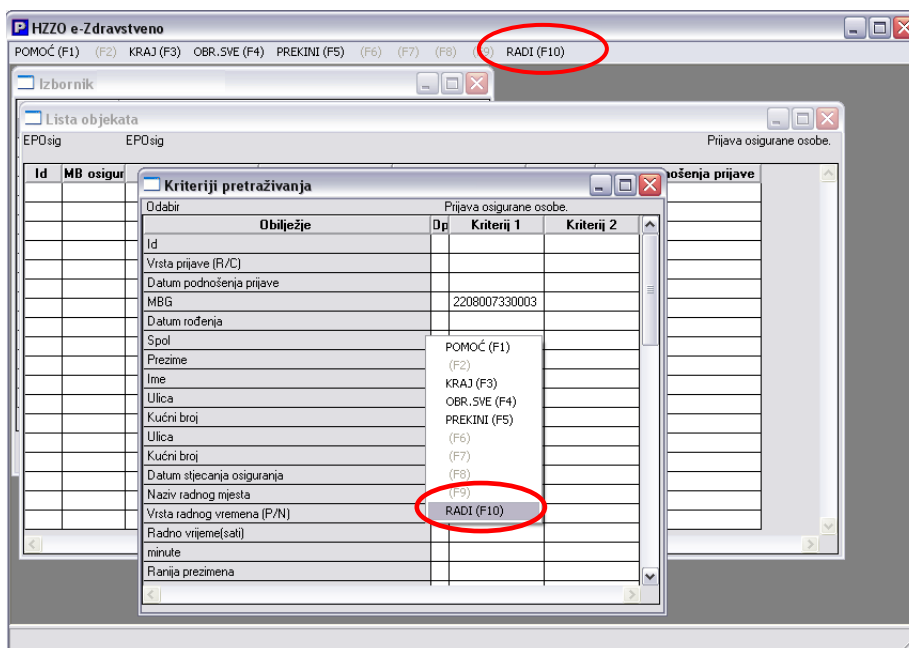 HZZO e-Zdravstveno
POMOĆ (F1) (F2) KRAJ (F3) OBR.SVE (F4) PREKINI (F5) (F6) (F7) (F8) (F9) RADI (F10)
Izbornik
Lista objekata
EPOsig EPOsig Prijava osigurane osobe.
Id MB osigur nošenja prijave
Kriteriji pretraživanja
Odabir Prijava osigurane osobe.
Obilježje Op Kriterij 1 Kriterij 2
Id
Vrsta prijave (R/C)
Datum podnošenja prijave
MBG 2208007330003
Datum rođenja
Spol
Prezime
Ime
Ulica
Kućni broj
Ulica
Kućni broj
Datum stjecanja osiguranja
Naziv radnog mjesta
Vrsta radnog vremena (P/N)
Radno vrijeme(sati)
minute
Ranija prezimena
POMOĆ (F1)
(F2)
KRAJ (F3)
OBR.SVE (F4)
PREKINI (F5)
(F6)
(F7)
(F8)
(F9)
RADI (F10)